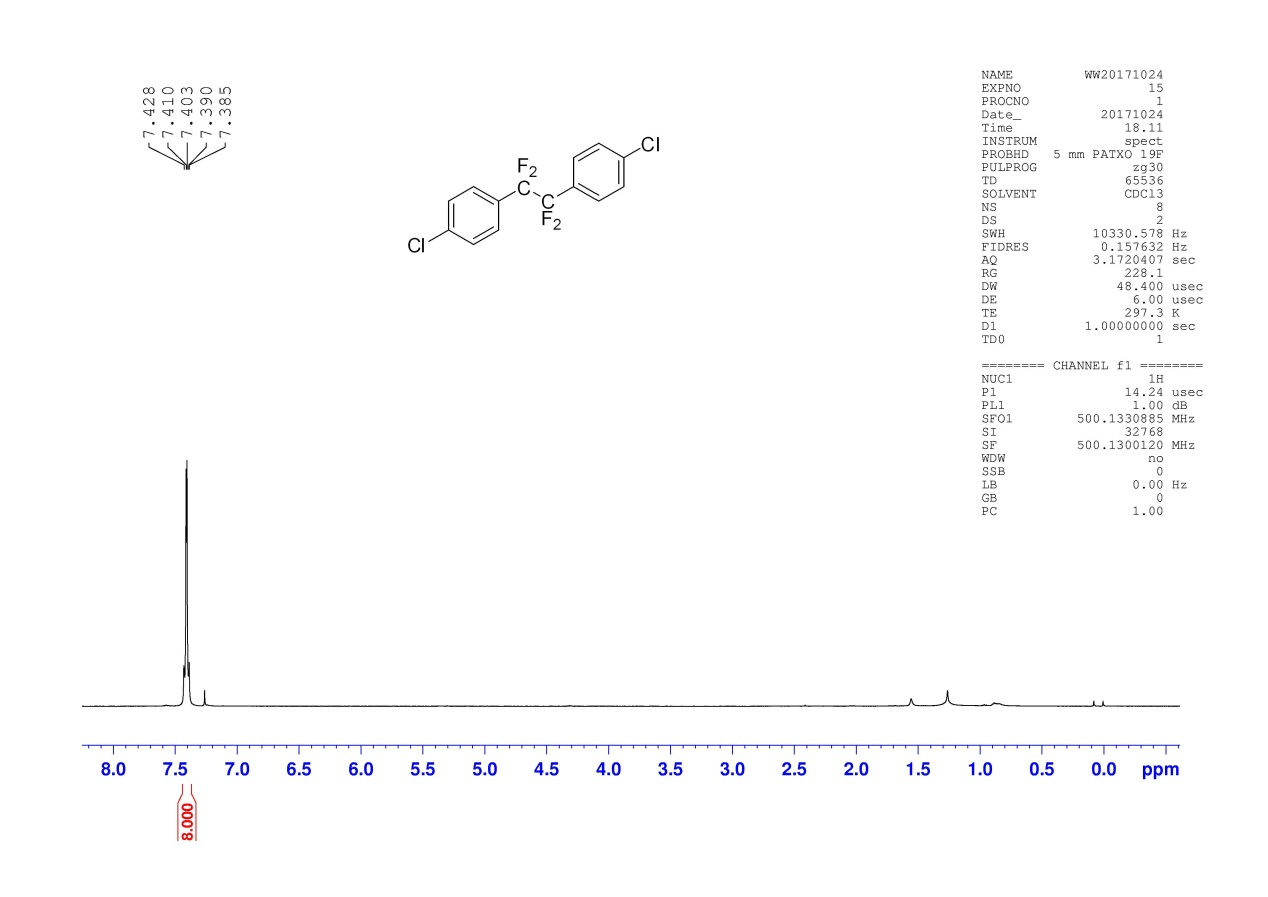 7.428
7.410
7.403
7.390
7.385
NAME WW20171024
EXPNO 15
PROCNO 1
Date_ 20171024
Time 18.11
INSTRUM spect
PROBHD 5 mm PATXO 19F
PULPROG zg30
TD 65536
SOLVENT CDCl3
NS 8
DS 2
SWH 10330.578 Hz
FIDRES 0.157632 Hz
AQ 3.1720407 sec
RG 228.1
DW 48.400 usec
DE 6.00 usec
TE 297.3 K
D1 1.00000000 sec
TD0 1
======== CHANNEL f1 ========
NUC1 1H
P1 14.24 usec
PL1 1.00 dB
SFO1 500.1330885 MHz
SI 32768
SF 500.1300120 MHz
WDW no
SSB 0
LB 0.00 Hz
GB 0
PC 1.00
Cl
F2
C
C
F2
Cl
8.0 7.5 7.0 6.5 6.0 5.5 5.0 4.5 4.0 3.5 3.0 2.5 2.0 1.5 1.0 0.5 0.0 ppm
8.000